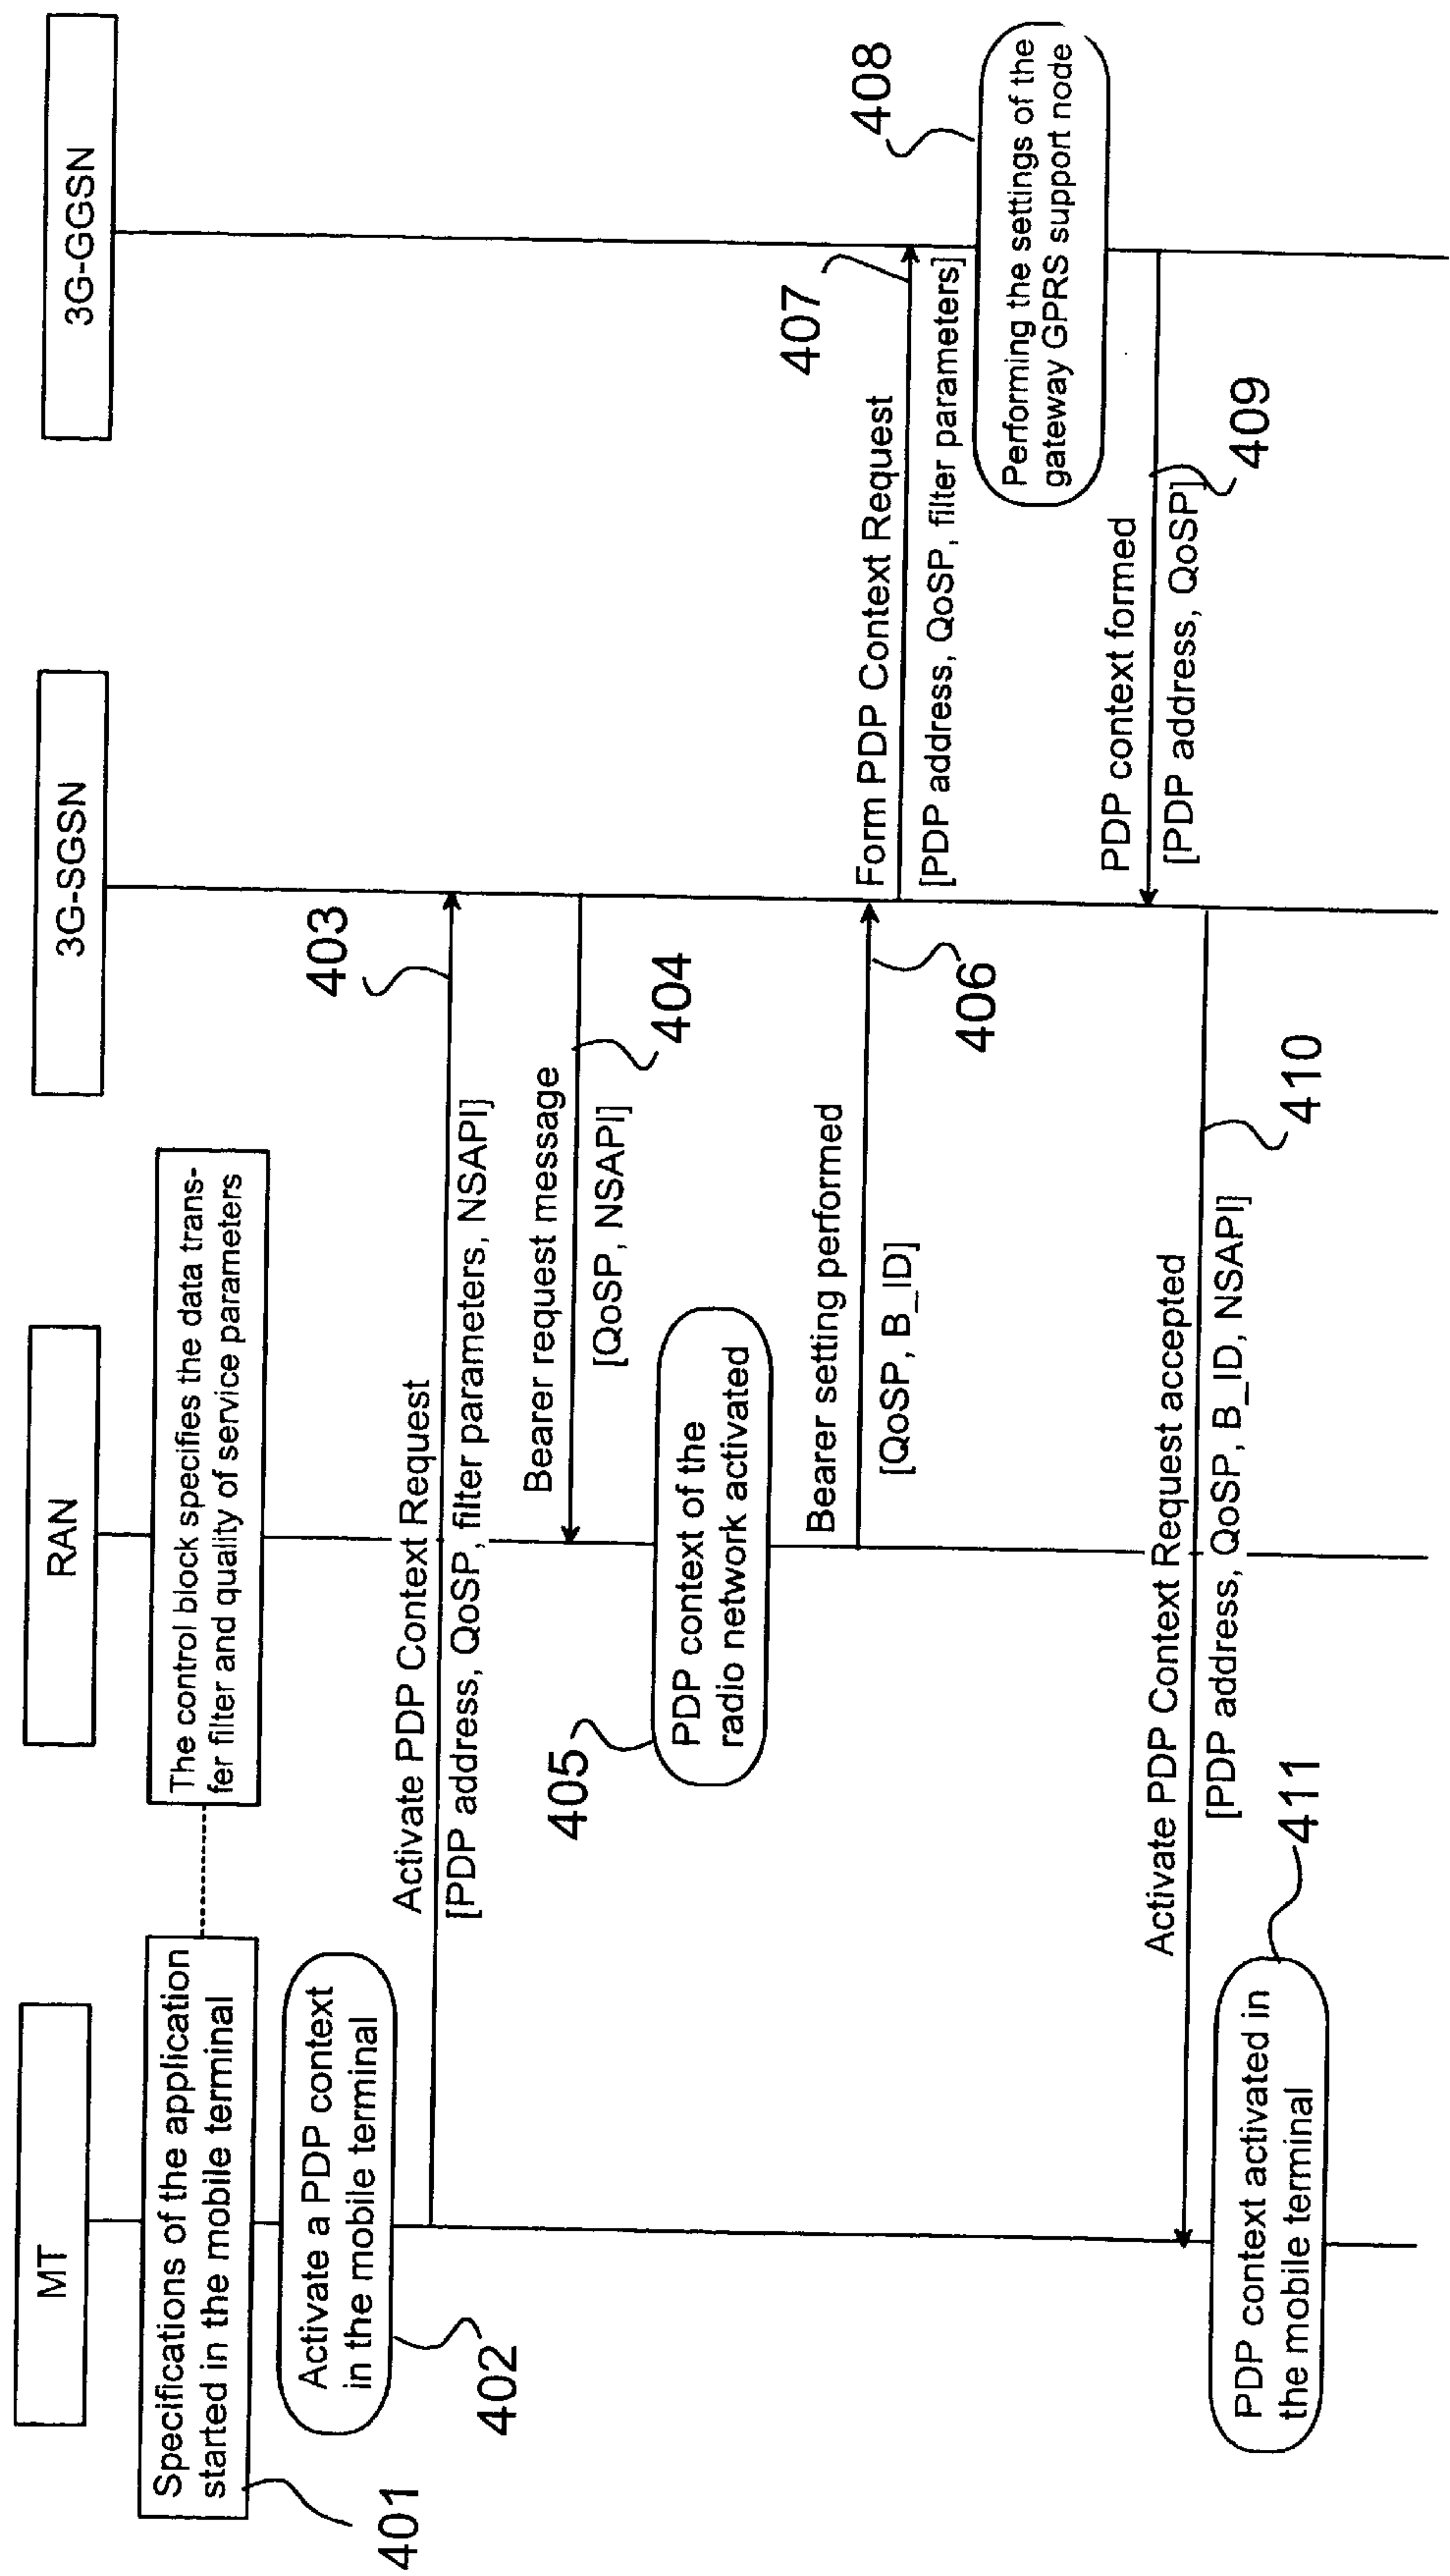 MT
RAN
3G-SGSN
3G-GGSN
Specifications of the application
started in the mobile terminal
401
The control block specifies the data trans-
fer filter and quality of service parameters
Activate a PDP context
in the mobile terminal
402
Activate PDP Context Request
403
[PDP address, QoSP, filter parameters, NSAPI]
Bearer request message
404
[QoSP, NSAPI]
405
PDP context of the
radio network activated
Bearer setting performed
406
[QoSP, B_ID]
Form PDP Context Request
407
[PDP address, QoSP, filter parameters]
408
Performing the settings of the
gateway GPRS support node
PDP context formed
409
[PDP address, QoSP]
Activate PDP Context Request accepted
410
[PDP address, QoSP, B_ID, NSAPI]
PDP context activated in
the mobile terminal
411